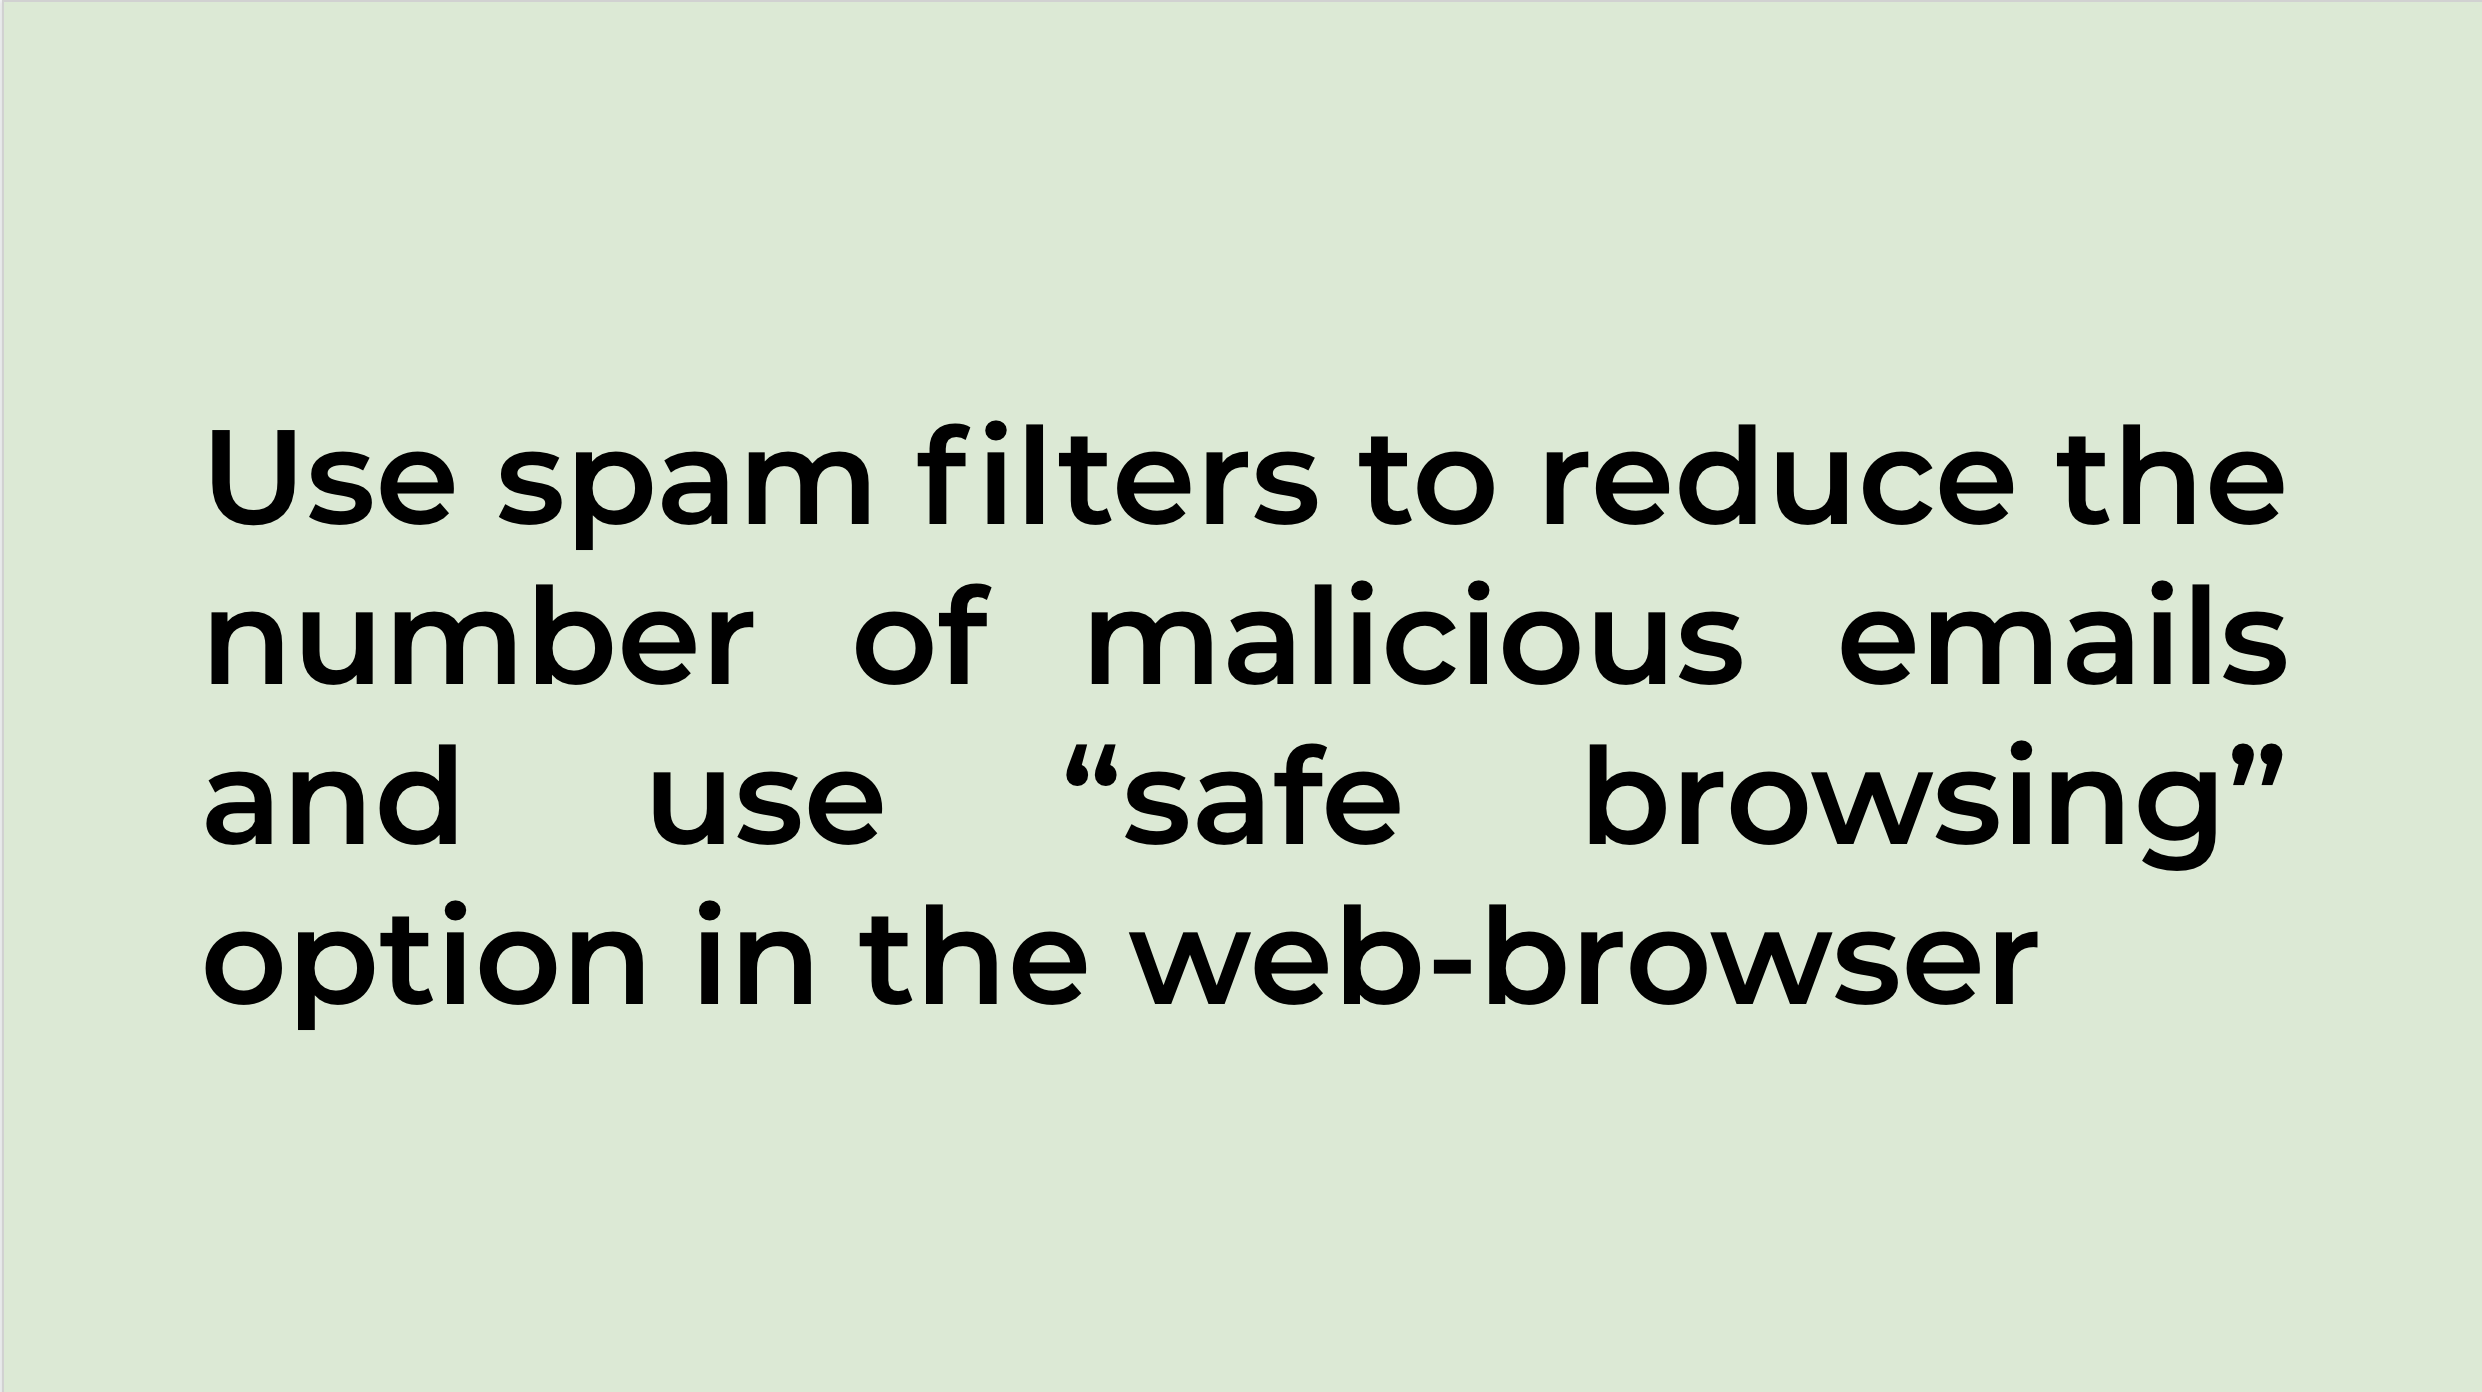 Use spam filters to reduce the
number of malicious emails
and use “safe browsing”
option in the web-browser